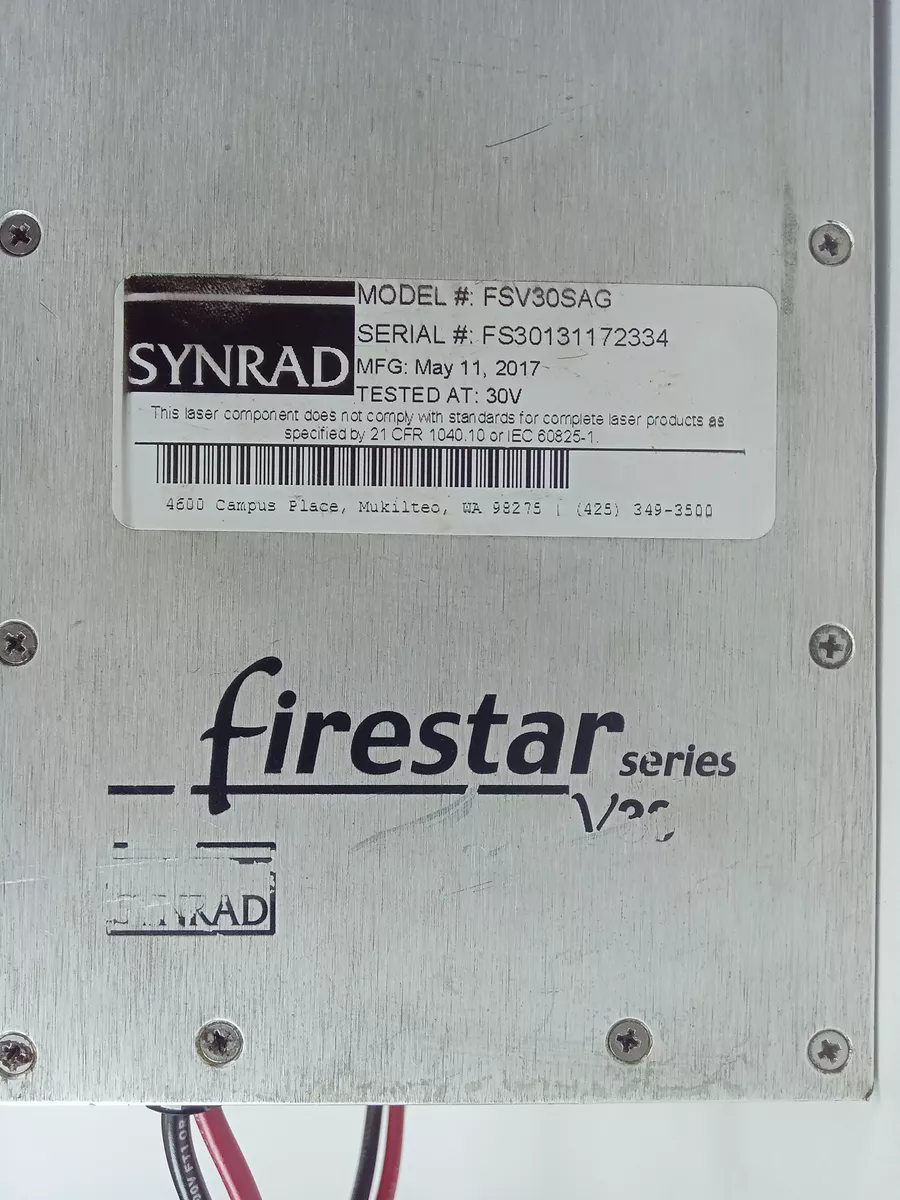 SYNRAD
MODEL #: FSV30SAG
SERIAL #: FS30131172334
MFG: May 11, 2017
TESTED AT: 30V
This laser component does not comply with standards for complete laser products as
specified by 21 CFR 1040.10 or IEC 60825-1.
4600 Campus Place, Mukilteo, WA 98275 | (425) 349-3500
firestar series
V30
SYNRAD